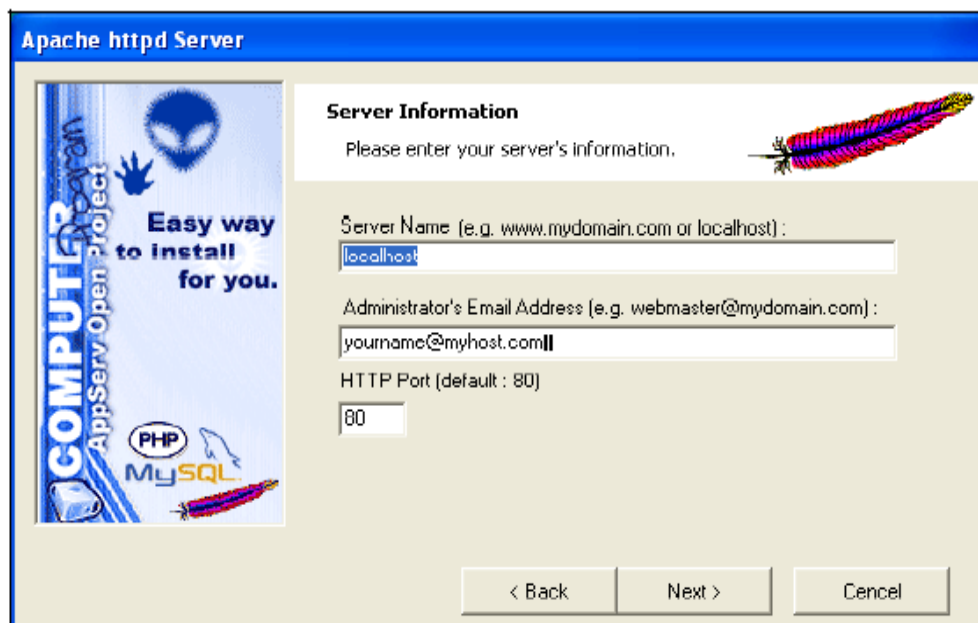 Apache httpd Server
Server Information
Please enter your server's information.
COMPUTER
Program
AppServ Open Project
Easy way
to install
for you.
PHP
MySQL
Server Name (e.g. www.mydomain.com or localhost) :
localhost
Administrator's Email Address (e.g. webmaster@mydomain.com) :
yourname@myhost.com
HTTP Port (default : 80)
80
< Back
Next >
Cencel